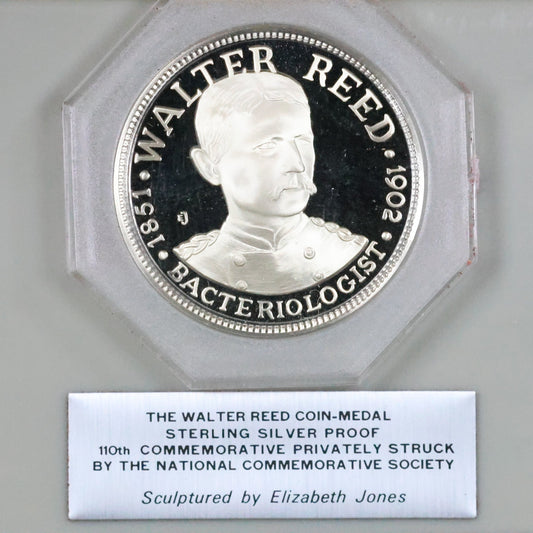 • WALTER REED •
1851 • BACTERIOLOGIST • 1902
THE WALTER REED COIN-MEDAL
STERLING SILVER PROOF
110th COMMEMORATIVE PRIVATELY STRUCK
BY THE NATIONAL COMMEMORATIVE SOCIETY
Sculptured by Elizabeth Jones